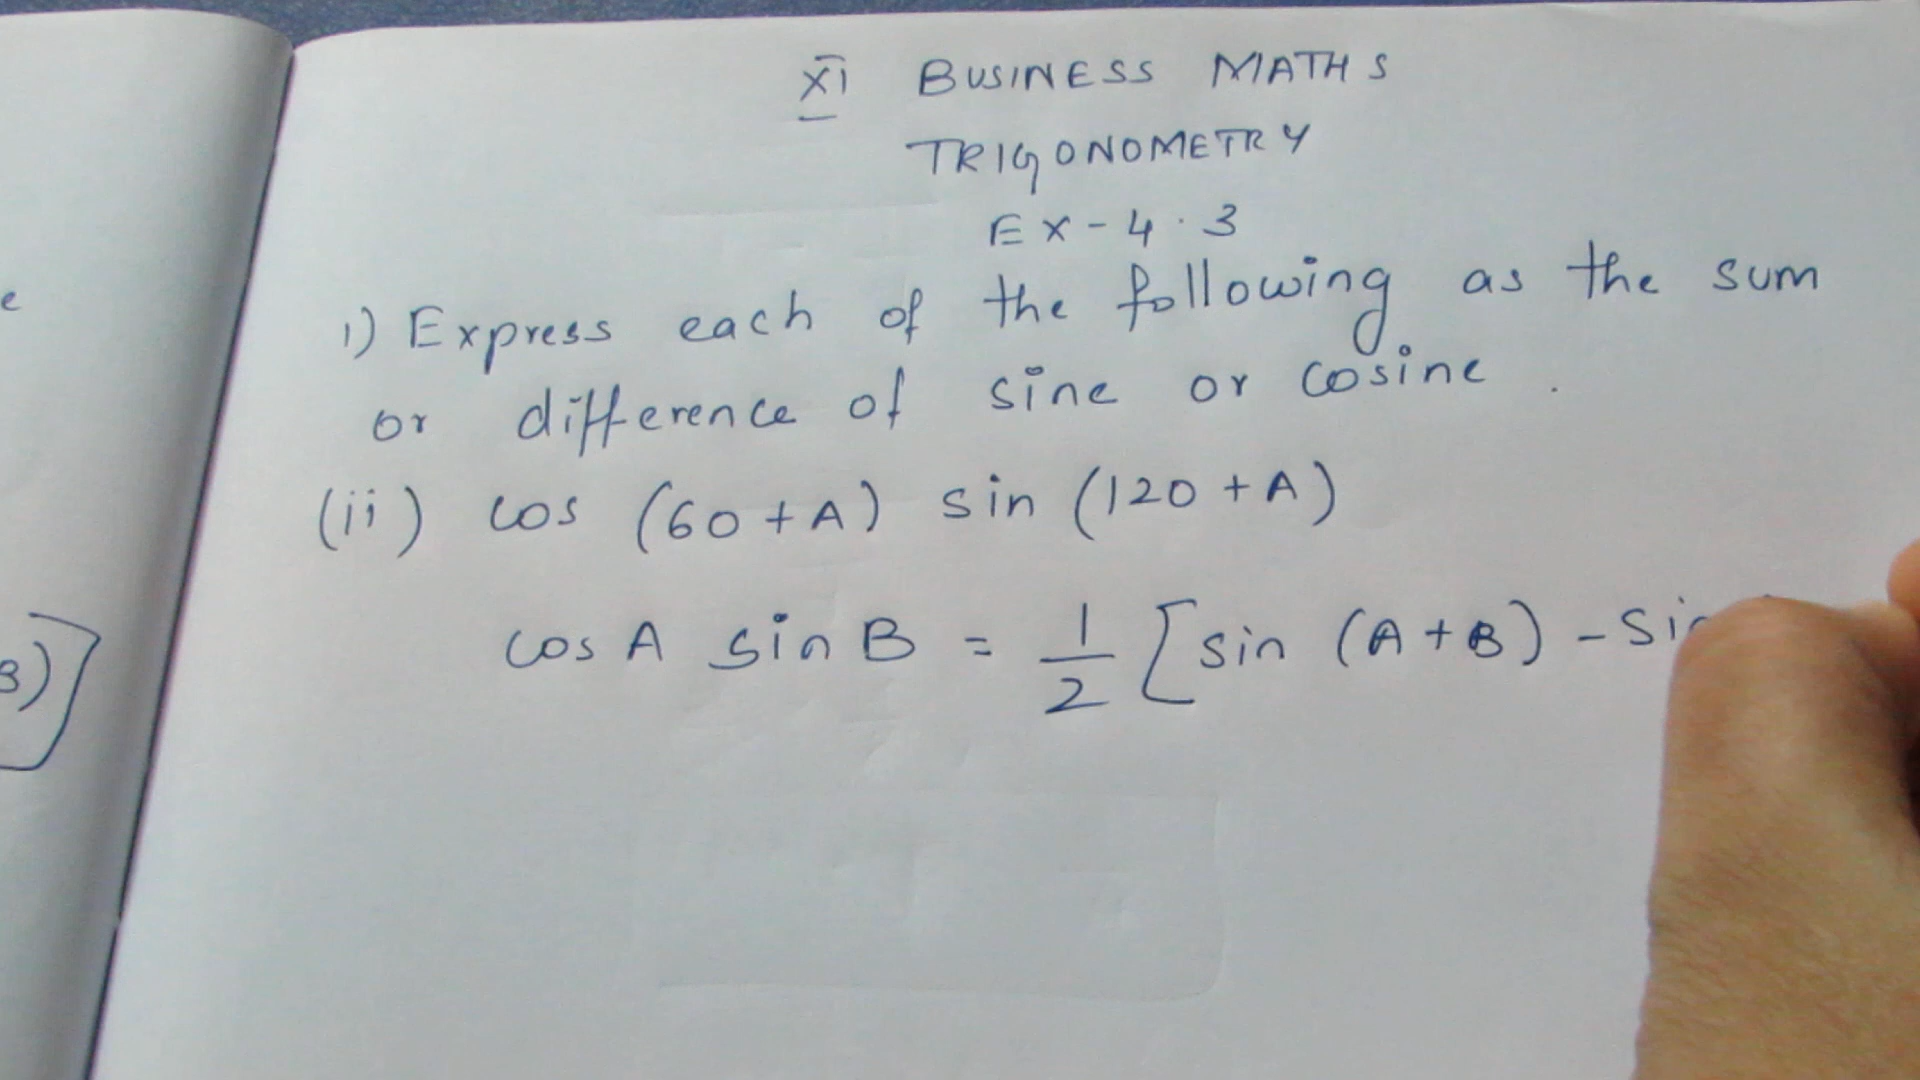 XI BUSINESS MATHS
TRIGONOMETRY
EX-4.3
1) Express each of the following as the sum
or difference of sine or cosine.
(ii) cos (60+A) sin (120+A)
cos A sin B = 1/2 [sin (A+B) - Sin
e
B)]